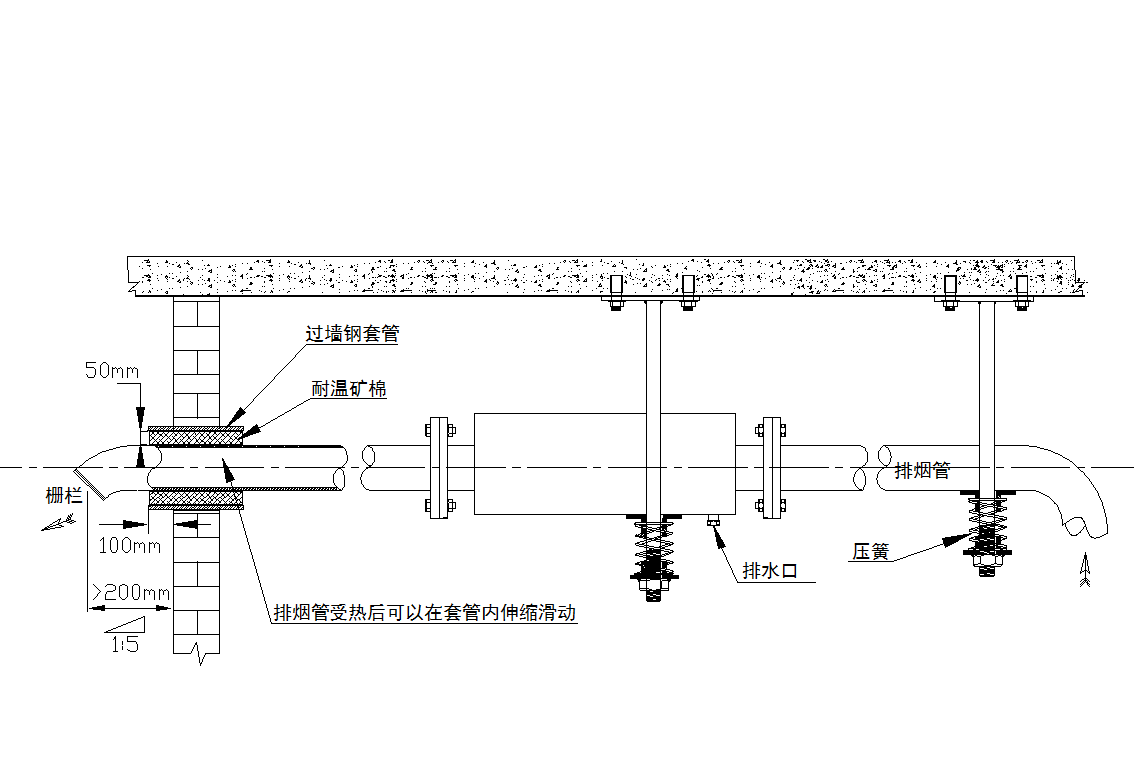 过墙钢套管
50mm
耐温矿棉
排烟管
栅栏
100mm
压簧
排水口
>200mm
排烟管受热后可以在套管内伸缩滑动
1:5